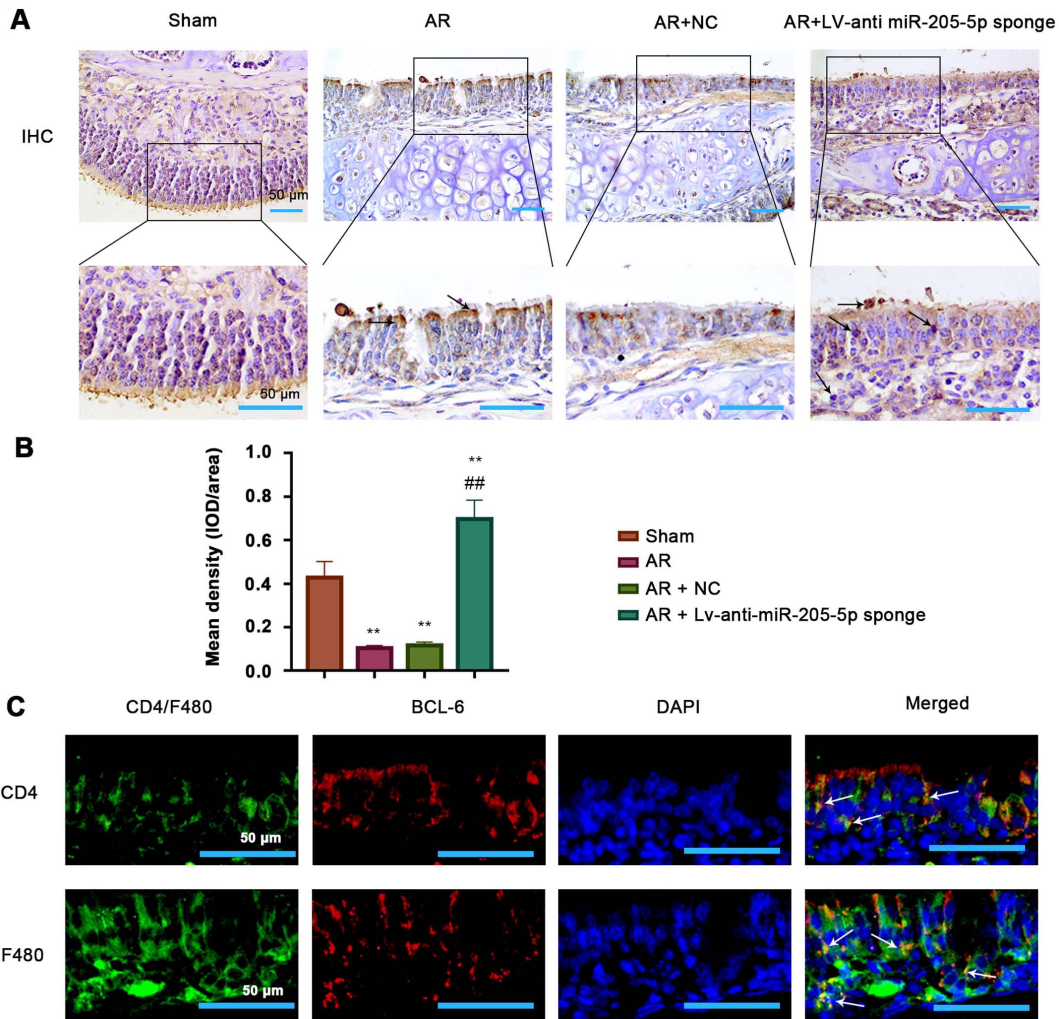 A
Sham
AR
AR+NC
AR+LV-anti miR-205-5p sponge
IHC
50 μm
50 μm
B
Mean density (IOD/area)
1.0
0.8
0.6
0.4
0.2
0.0
**
**
**
##
Sham
AR
AR + NC
AR + Lv-anti-miR-205-5p sponge
C
CD4/F480
BCL-6
DAPI
Merged
CD4
50 μm
F480
50 μm